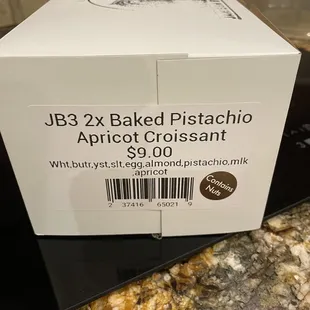 JB3 2x Baked Pistachio
Apricot Croissant
$9.00
Wht,butr,yst,slt,egg,almond,pistachio,mlk
,apricot
2 37416 65021 9
Contains
Nuts